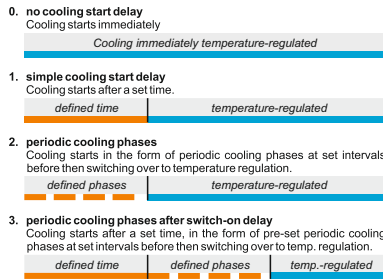 0. no cooling start delay
Cooling starts immediately
Cooling immediately temperature-regulated
1. simple cooling start delay
Cooling starts after a set time.
defined time temperature-regulated
2. periodic cooling phases
Cooling starts in the form of periodic cooling phases at set intervals
before then switching over to temperature regulation.
defined phases temperature-regulated
3. periodic cooling phases after switch-on delay
Cooling starts after a set time, in the form of pre-set periodic cooling
phases at set intervals before then switching over to temp. regulation.
defined time defined phases temp.-regulated